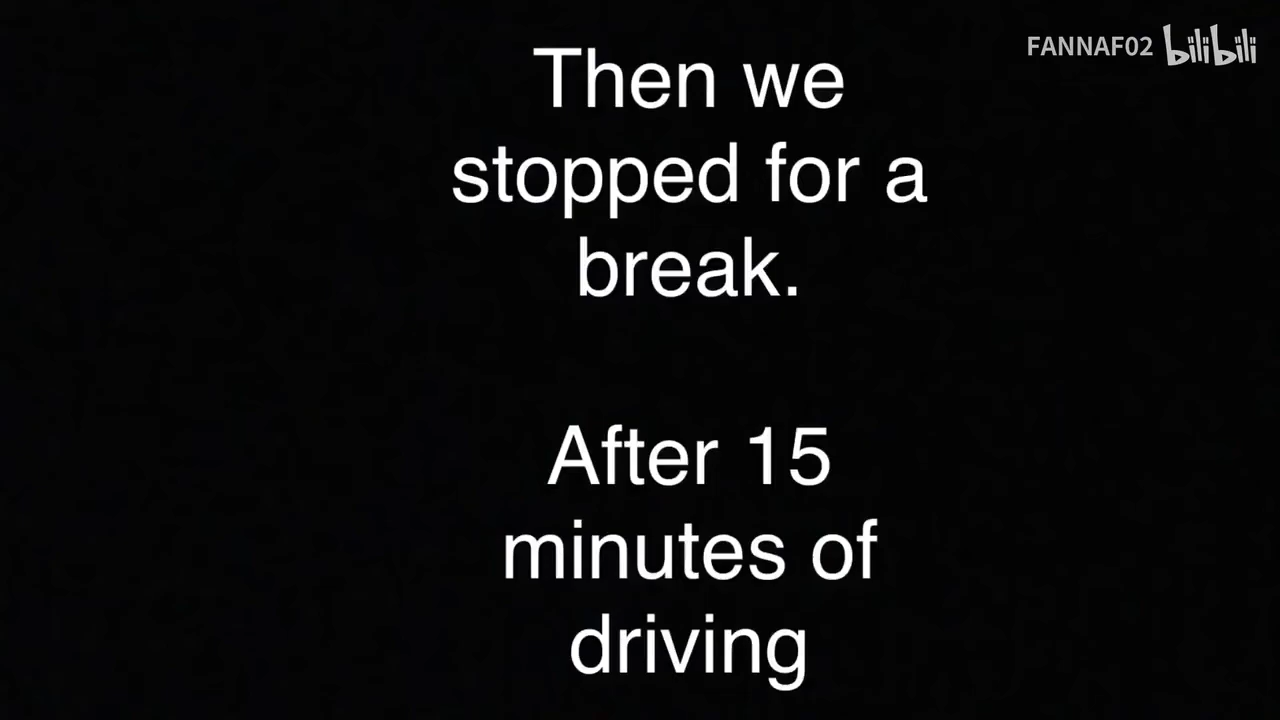 FANNAF02 bilibili
Then we
stopped for a
break.
After 15
minutes of
driving